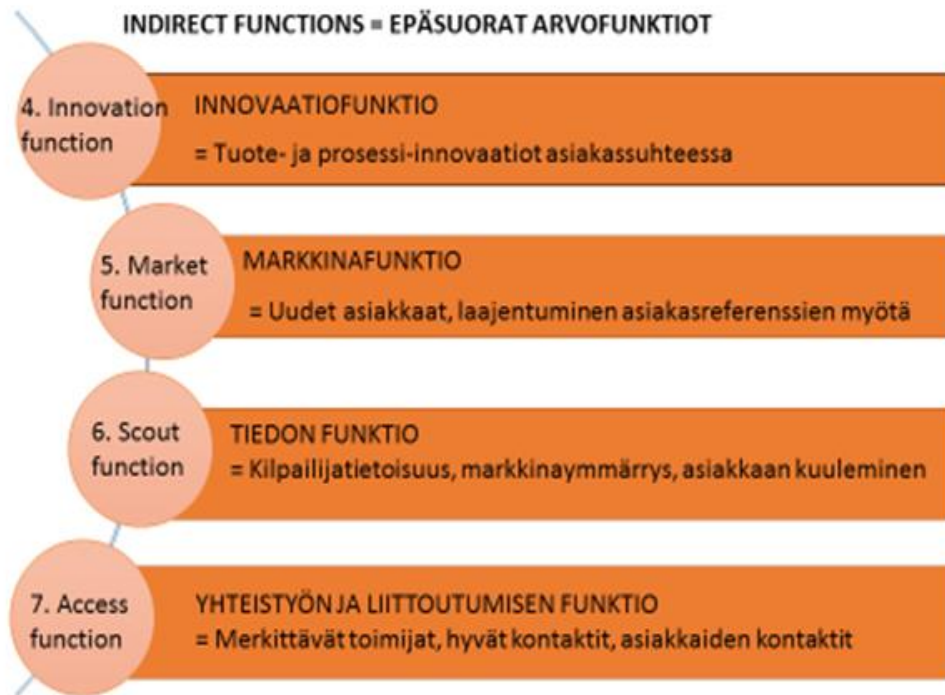 INDIRECT FUNCTIONS = EPÄSUORAT ARVOFUNKTIOT
4. Innovation
function
INNOVAATIOFUNKTIO
= Tuote- ja prosessi-innovaatiot asiakassuhteessa
5. Market
function
MARKKINAFUNKTIO
= Uudet asiakkaat, laajentuminen asiakasreferenssien myötä
6. Scout
function
TIEDON FUNKTIO
= Kilpailijatietoisuus, markkinaymmärrys, asiakkaan kuuleminen
7. Access
function
YHTEISTYÖN JA LIITTOUTUMISEN FUNKTIO
= Merkittävät toimijat, hyvät kontaktit, asiakkaiden kontaktit